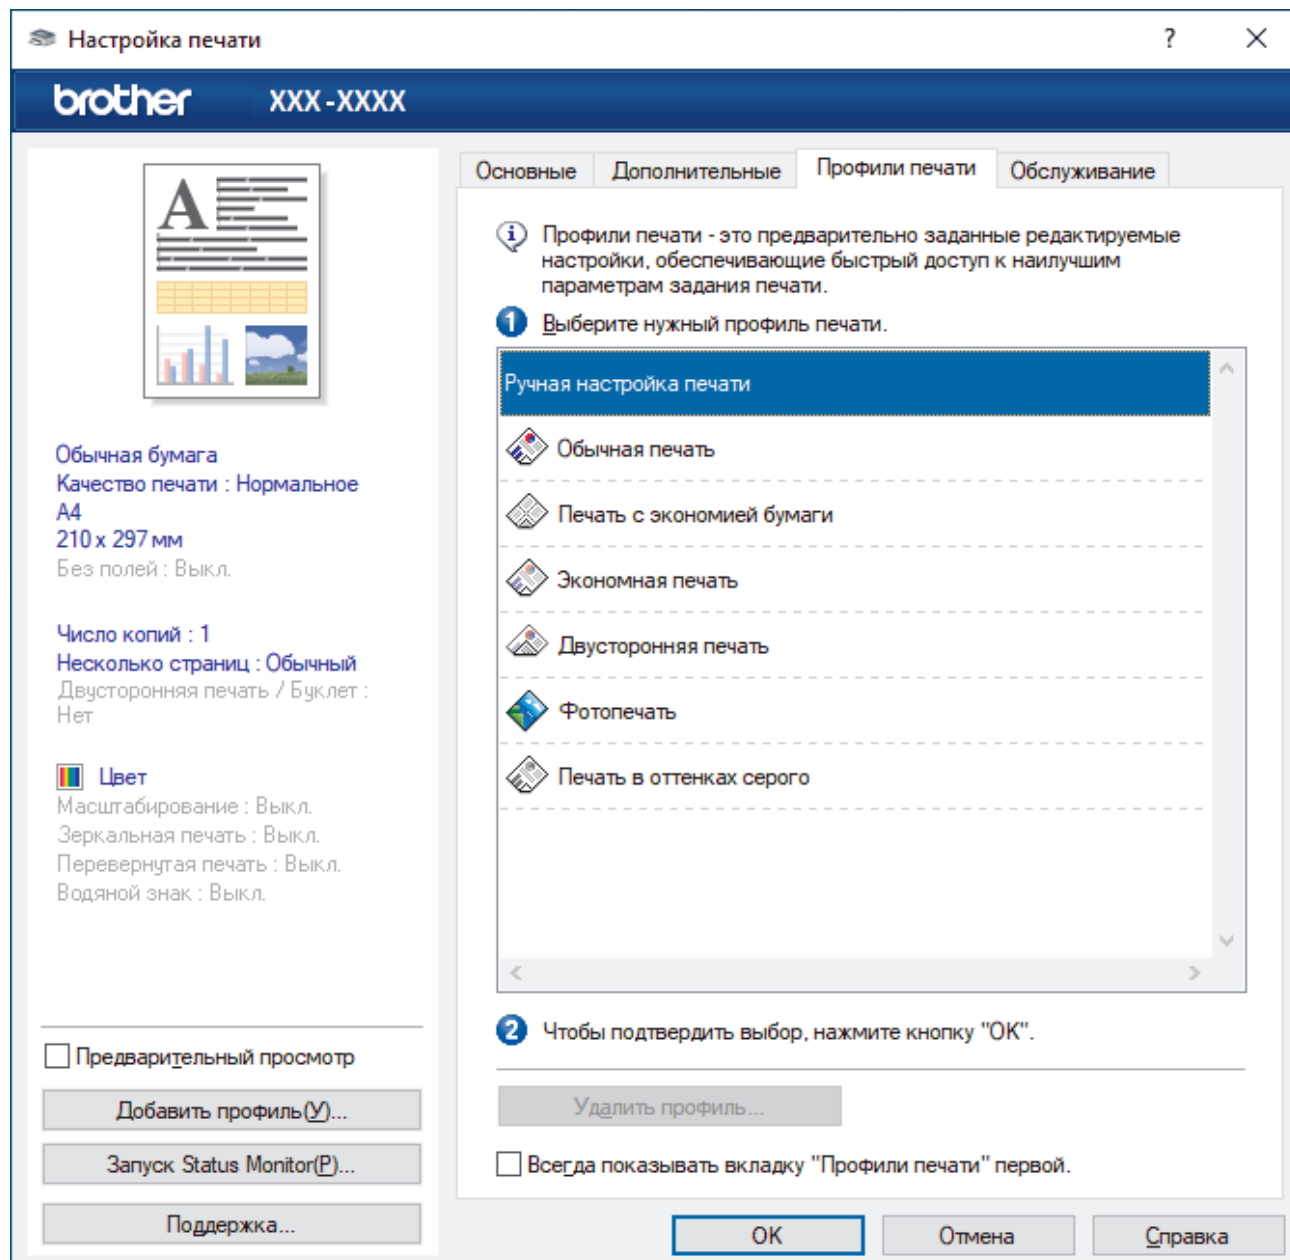 Настройка печати
?
brother XXX-XXXX
A
Обычная бумага
Качество печати : Нормальное
A4
210 x 297 мм
Без полей : Выкл.
Число копий : 1
Несколько страниц : Обычный
Двусторонняя печать / Буклет :
Нет
Цвет
Масштабирование : Выкл.
Зеркальная печать : Выкл.
Перевернутая печать : Выкл.
Водяной знак : Выкл.
Предварительный просмотр
Добавить профиль(У)...
Запуск Status Monitor(P)...
Поддержка...
Основные Дополнительные Профили печати Обслуживание
Профили печати - это предварительно заданные редактируемые
настройки, обеспечивающие быстрый доступ к наилучшим
параметрам задания печати.
1 Выберите нужный профиль печати.
Ручная настройка печати
Обычная печать
Печать с экономией бумаги
Экономная печать
Двусторонняя печать
Фотопечать
Печать в оттенках серого
2 Чтобы подтвердить выбор, нажмите кнопку "OK".
Удалить профиль...
Всегда показывать вкладку "Профили печати" первой.
OK Отмена Справка